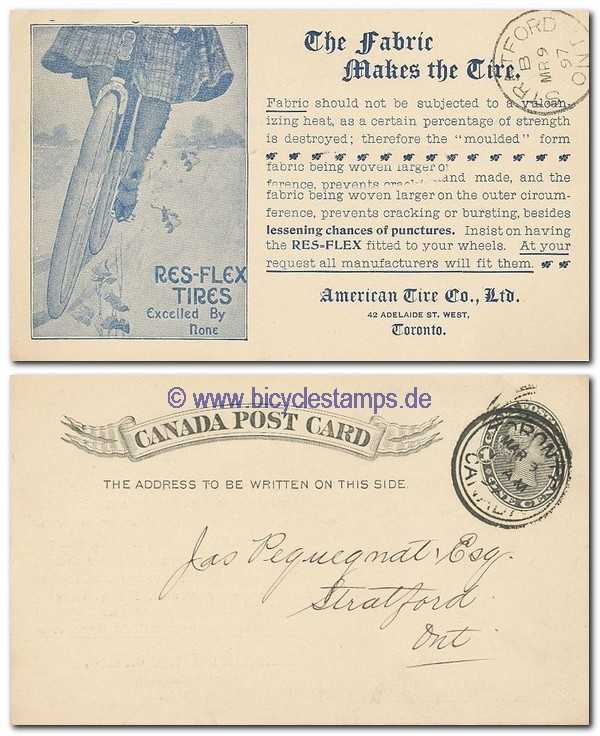 The Fabric
Makes the Tire.
Fabric should not be subjected to a vulcan-
izing heat, as a certain percentage of strength
is destroyed; therefore the "moulded" form
fabric being woven larger o
ference, prevents crack hand made, and the
fabric being woven larger on the outer circum-
ference, prevents cracking or bursting, besides
lessening chances of punctures. Insist on having
the RES-FLEX fitted to your wheels. At your
request all manufacturers will fit them.
American Tire Co., Ltd.
42 ADELAIDE ST. WEST,
Toronto.
RES-FLEX
TIRES
Excelled By
None
STRATFORD ONT
B
MR 9
97
© www.bicyclestamps.de
CANADA POST CARD
THE ADDRESS TO BE WRITTEN ON THIS SIDE.
TORONTO
MAR
AM
CANADA
ONE CENT
Jas Pequegnat Esq.
Stratford
Ont